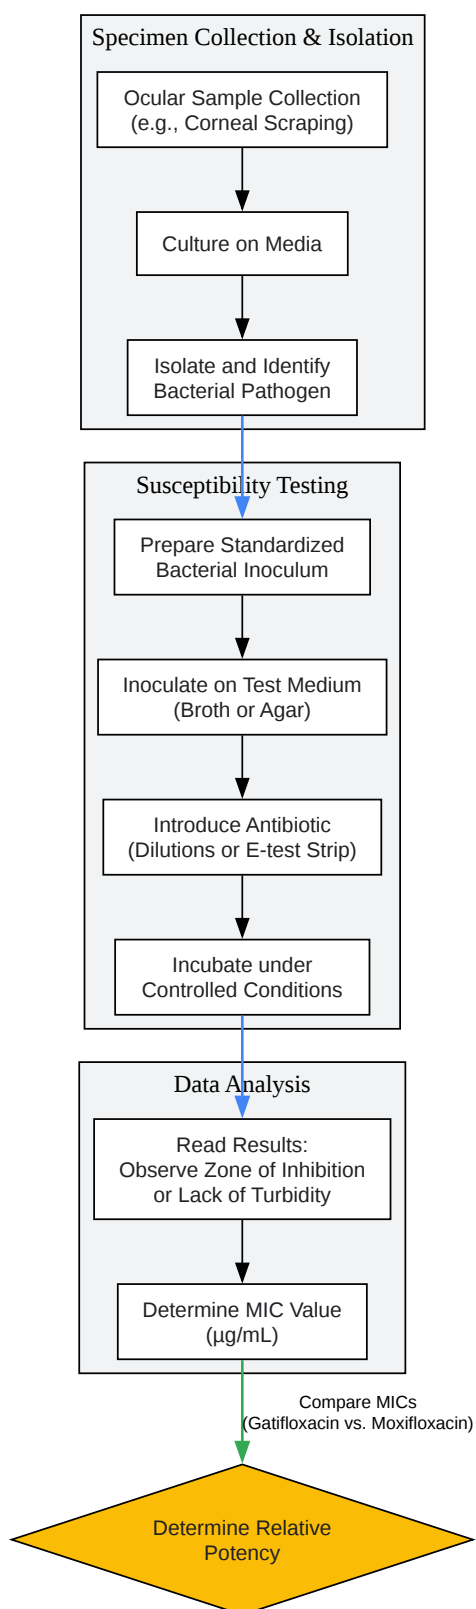 Specimen Collection & Isolation
Ocular Sample Collection
(e.g., Corneal Scraping)
Culture on Media
Isolate and Identify
Bacterial Pathogen
Susceptibility Testing
Prepare Standardized
Bacterial Inoculum
Inoculate on Test Medium
(Broth or Agar)
Introduce Antibiotic
(Dilutions or E-test Strip)
Incubate under
Controlled Conditions
Data Analysis
Read Results:
Observe Zone of Inhibition
or Lack of Turbidity
Determine MIC Value
(µg/mL)
Compare MICs
(Gatifloxacin vs. Moxifloxacin)
Determine Relative
Potency